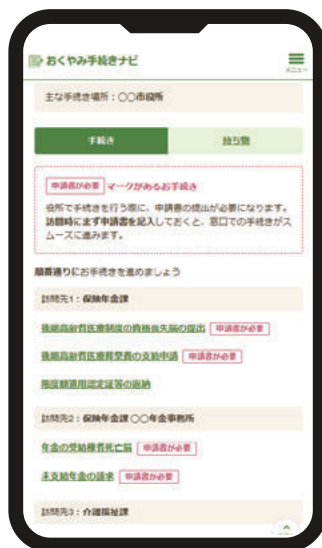 おくやみ手続きナビ
メニュー
主な手続き場所：○○市役所
手続き
持ち物
申請書が必要 マークがあるお手続き
役所で手続きを行う際に、申請書の提出が必要になります。
訪問時にまず申請書を記入しておくと、窓口での手続きがス
ムーズに進みます。
順番通りにお手続きを進めましょう
訪問先1：保険年金課
後期高齢者医療制度の資格喪失届の提出 申請書が必要
後期高齢者医療葬祭費の支給申請 申請書が必要
限度額適用認定証等の返納
訪問先2：保険年金課○○年金事務所
年金の受給権者死亡届 申請書が必要
未支給年金の請求 申請書が必要
訪問先3：介護福祉課